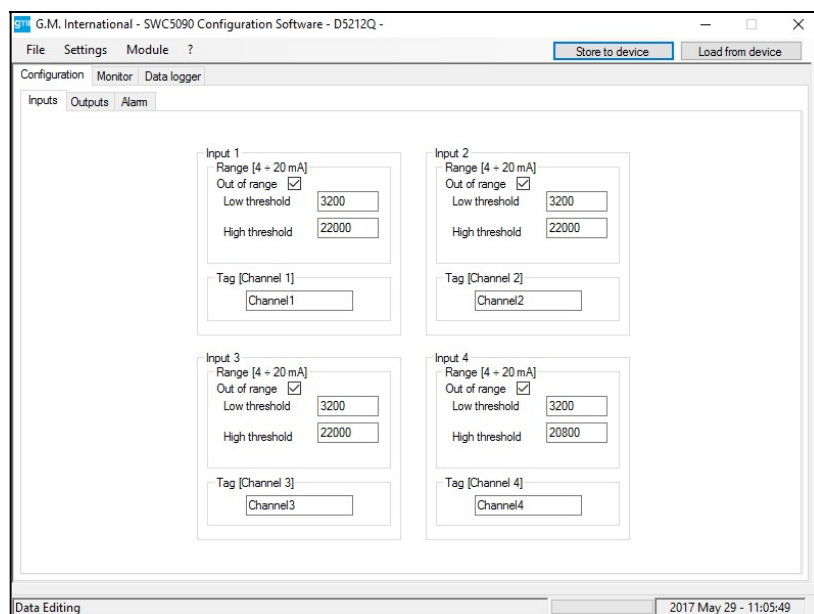 gmi G.M. International - SWC5090 Configuration Software - D5212Q -
File Settings Module ? Store to device Load from device
Configuration Monitor Data logger
Inputs Outputs Alarm
Input 1
Range [4 ÷ 20 mA]
Out of range
Low threshold 3200
High threshold 22000
Tag [Channel 1]
Channel1
Input 2
Range [4 ÷ 20 mA]
Out of range
Low threshold 3200
High threshold 22000
Tag [Channel 2]
Channel2
Input 3
Range [4 ÷ 20 mA]
Out of range
Low threshold 3200
High threshold 22000
Tag [Channel 3]
Channel3
Input 4
Range [4 ÷ 20 mA]
Out of range
Low threshold 3200
High threshold 20800
Tag [Channel 4]
Channel4
Data Editing 2017 May 29 - 11:05:49